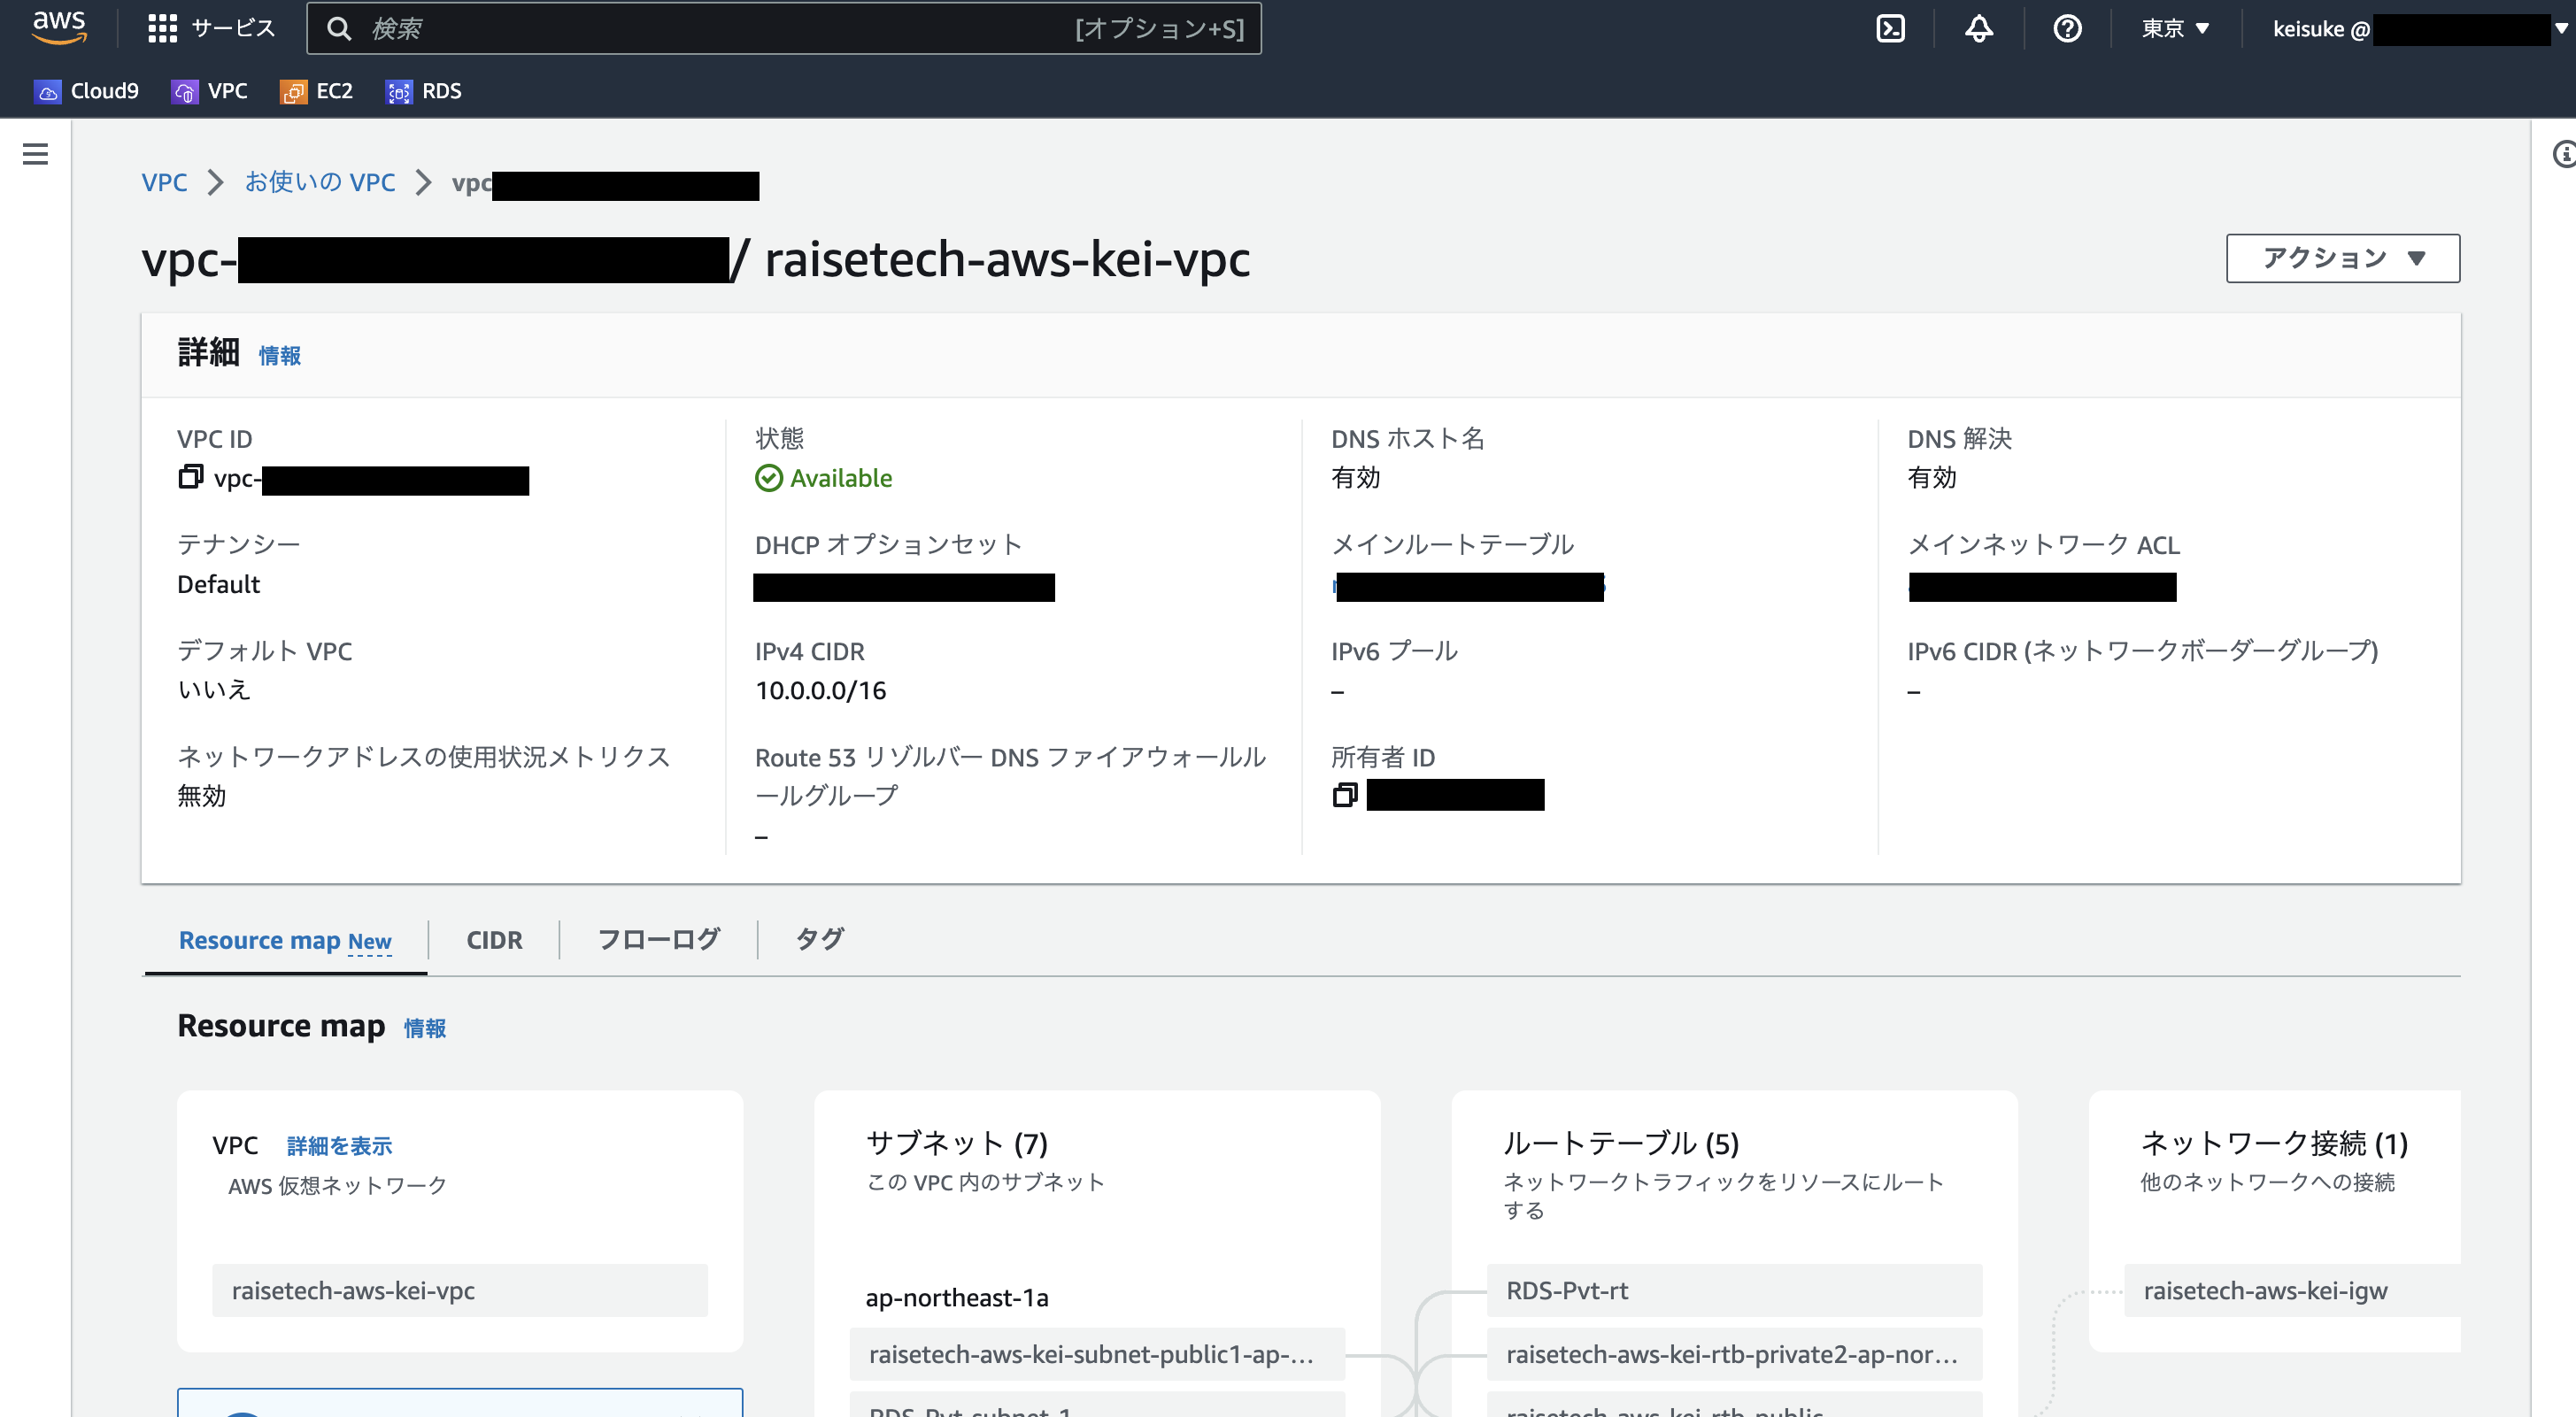 aws サービス 検索 [オプション+S] 東京 keisuke @
Cloud9 VPC EC2 RDS
VPC お使いの VPC vpc
vpc- / raisetech-aws-kei-vpc
アクション
詳細 情報
VPC ID
vpc-
状態
Available
DNS ホスト名
有効
DNS 解決
有効
テナンシー
Default
DHCP オプションセット
メインルートテーブル
メインネットワーク ACL
デフォルト VPC
いいえ
IPv4 CIDR
10.0.0.0/16
IPv6 プール
–
IPv6 CIDR (ネットワークボーダーグループ)
–
ネットワークアドレスの使用状況メトリクス
無効
Route 53 リゾルバー DNS ファイアウォールル
ールグループ
–
所有者 ID
Resource map New CIDR フローログ タグ
Resource map 情報
VPC 詳細を表示
AWS 仮想ネットワーク
raisetech-aws-kei-vpc
サブネット (7)
この VPC 内のサブネット
ap-northeast-1a
raisetech-aws-kei-subnet-public1-ap-...
RDS-Pvt-subnet-1
ルートテーブル (5)
ネットワークトラフィックをリソースにルート
する
RDS-Pvt-rt
raisetech-aws-kei-rtb-private2-ap-nor...
raisetech-aws-kei-rtb-public
ネットワーク接続 (1)
他のネットワークへの接続
raisetech-aws-kei-igw